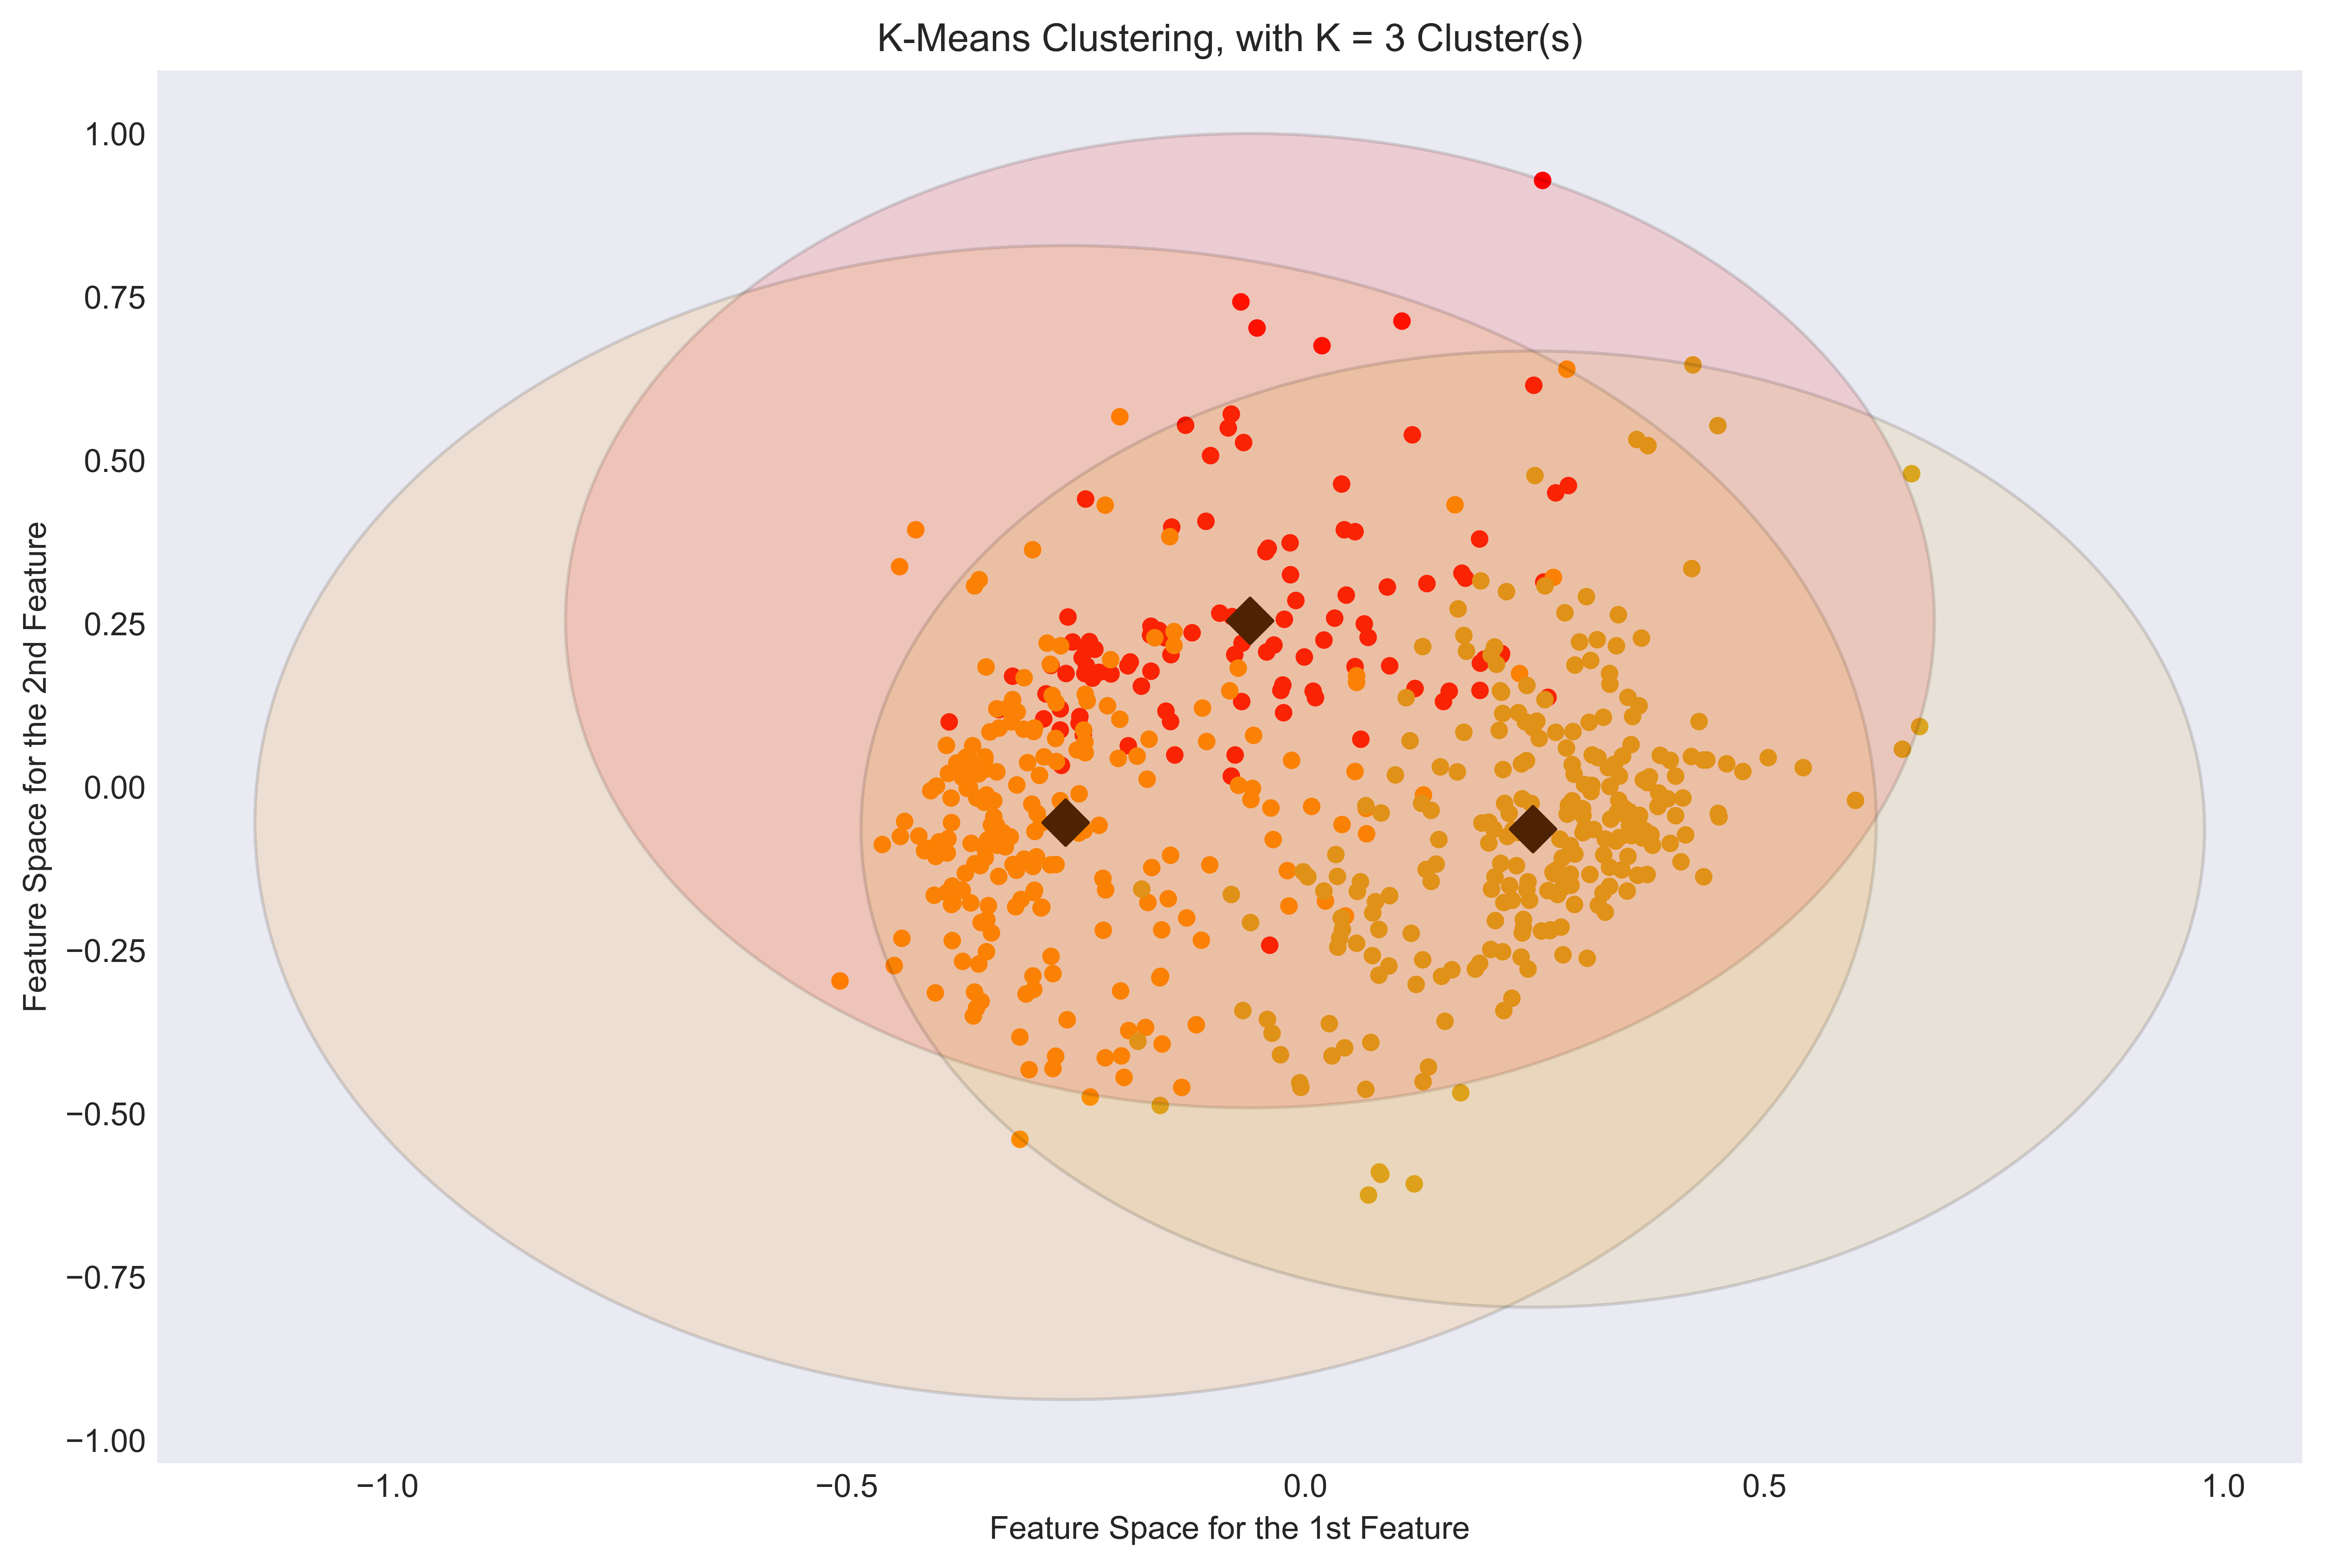 K-Means Clustering, with K = 3 Cluster(s)
1.00
0.75
0.50
0.25
0.00
−0.25
−0.50
−0.75
−1.00
Feature Space for the 2nd Feature
−1.0 −0.5 0.0 0.5 1.0
Feature Space for the 1st Feature